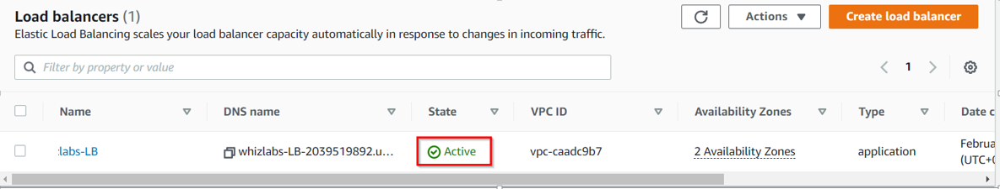 Load balancers (1)
Actions
Create load balancer
Elastic Load Balancing scales your load balancer capacity automatically in response to changes in incoming traffic.
Filter by property or value
1
Name
DNS name
State
VPC ID
Availability Zones
Type
Date c
zlabs-LB
whizlabs-LB-2039519892.u...
Active
vpc-caadc9b7
2 Availability Zones
application
Februa
(UTC+0